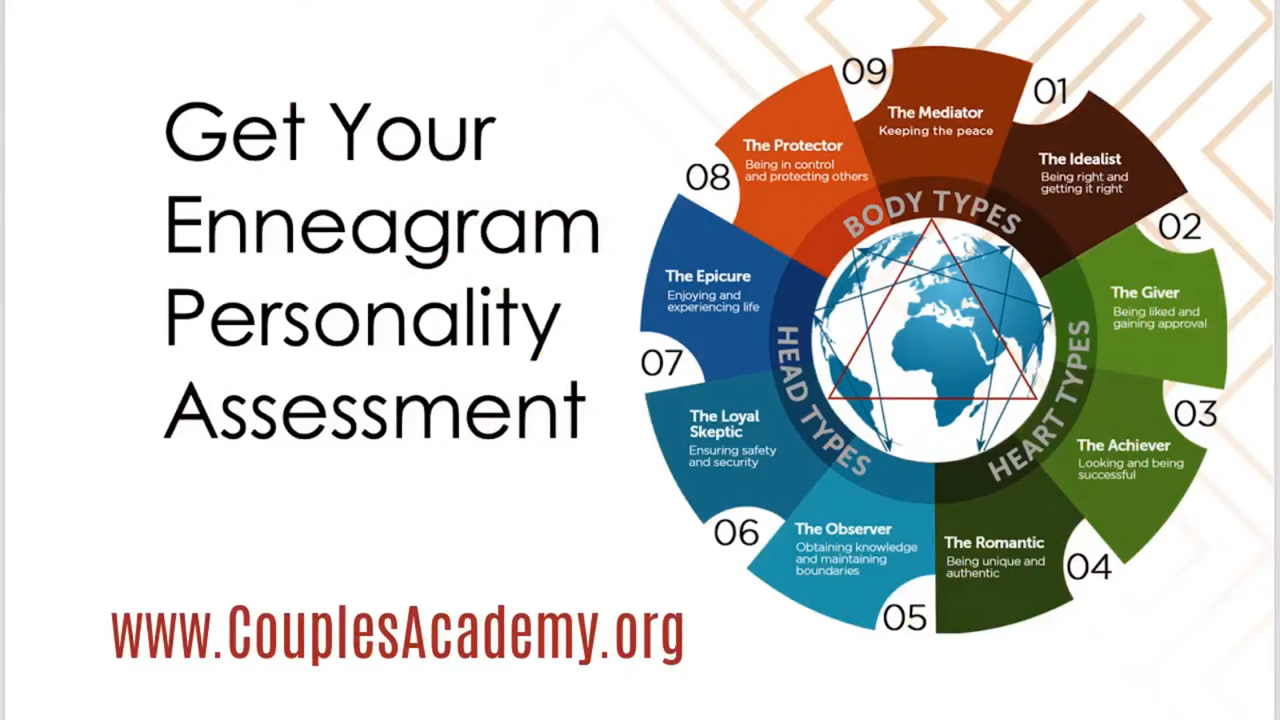 Get Your
Enneagram
Personality
Assessment
www.CouplesAcademy.org
09
The Mediator
Keeping the peace
01
The Idealist
Being right and
getting it right
02
The Giver
Being liked and
gaining approval
03
The Achiever
Looking and being
successful
04
The Romantic
Being unique and
authentic
05
The Observer
Obtaining knowledge
and maintaining
boundaries
06
The Loyal
Skeptic
Ensuring safety
and security
07
The Epicure
Enjoying and
experiencing life
08
The Protector
Being in control
and protecting others
BODY TYPES
HEART TYPES
HEAD TYPES